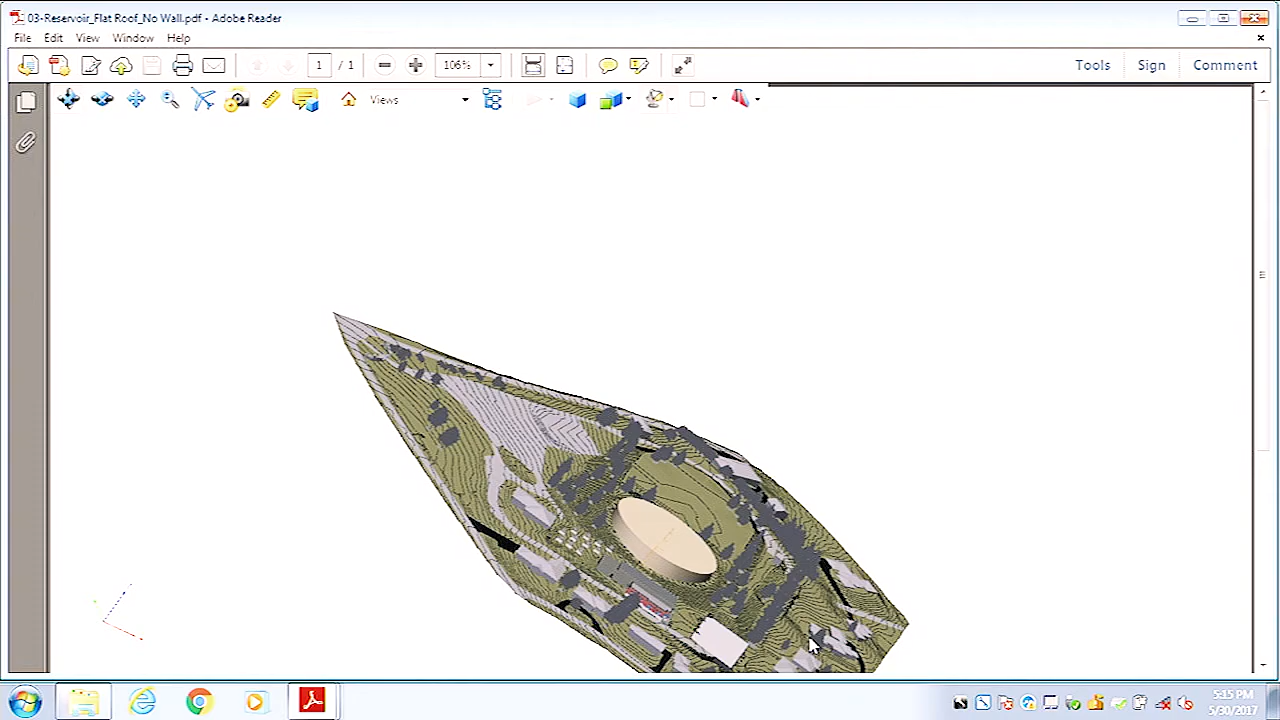 03-Reservoir_Flat Roof_No Wall.pdf - Adobe Reader
File Edit View Window Help
1 / 1 106% Tools Sign Comment
Views
5:15 PM
5/30/2017